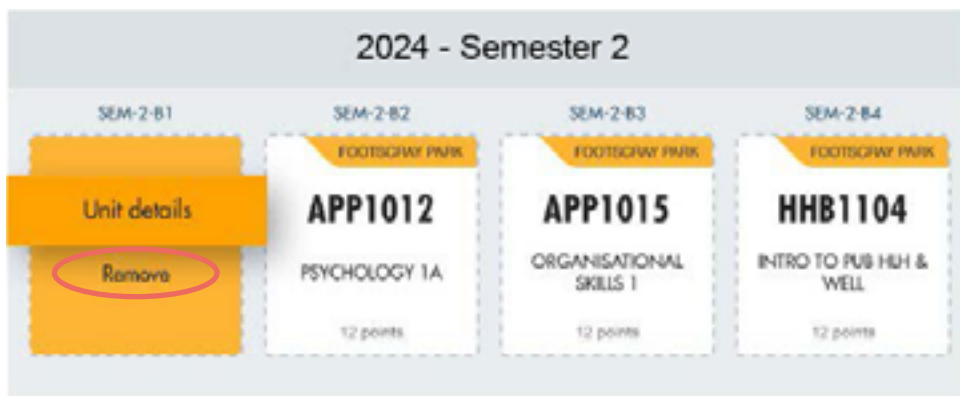 2024 - Semester 2
SEM-2-B1
SEM-2-B2
SEM-2-B3
SEM-2-B4
Unit details
Remove
FOOTSCRAY PARK
APP1012
PSYCHOLOGY 1A
12 points
FOOTSCRAY PARK
APP1015
ORGANISATIONAL
SKILLS 1
12 points
FOOTSCRAY PARK
HHB1104
INTRO TO PUB HLH &
WELL
12 points